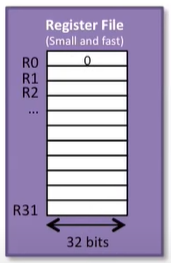 Register File
(Small and fast)
R0 0
R1
R2
...
R31
32 bits